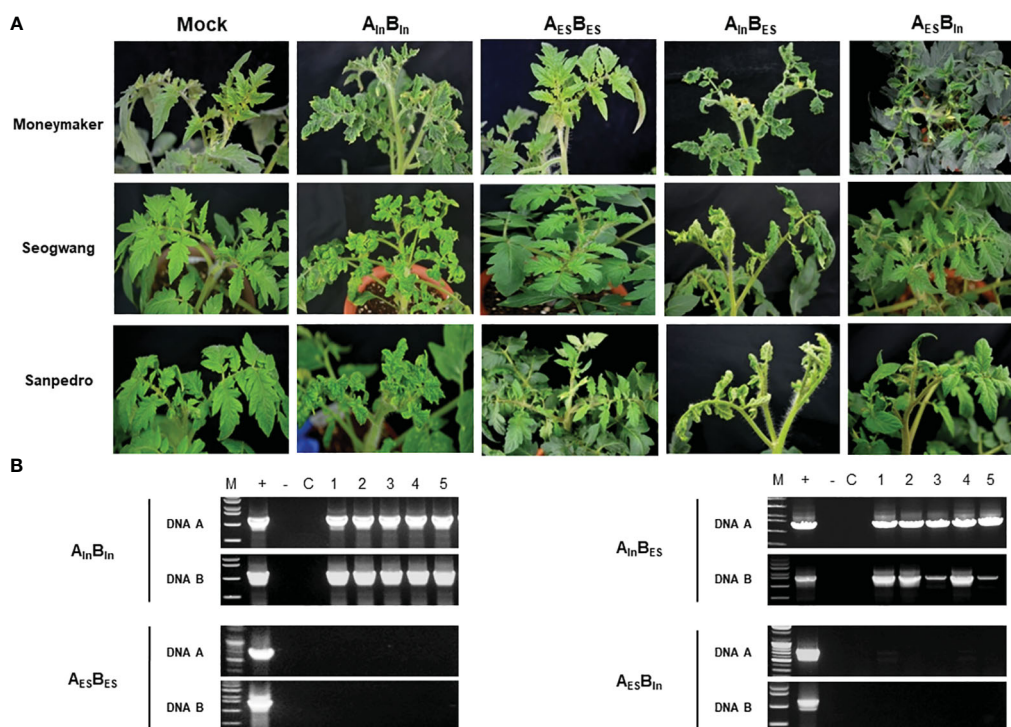 A
Mock AInBIn AESBES AInBES AESBIn
Moneymaker
Seogwang
Sanpedro
B
M + - C 1 2 3 4 5
AInBIn
DNA A
DNA B
AESBES
DNA A
DNA B
M + - C 1 2 3 4 5
AInBES
DNA A
DNA B
AESBIn
DNA A
DNA B